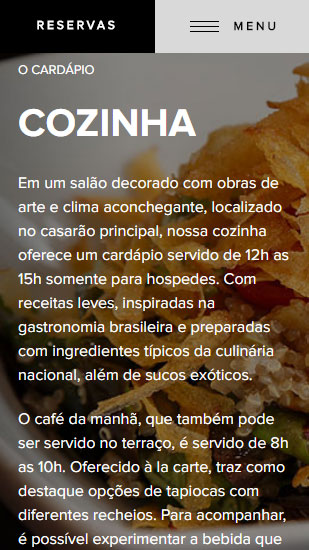 RESERVAS
MENU
O CARDÁPIO
COZINHA
Em um salão decorado com obras de
arte e clima aconchegante, localizado
no casarão principal, nossa cozinha
oferece um cardápio servido de 12h as
15h somente para hospedes. Com
receitas leves, inspiradas na
gastronomia brasileira e preparadas
com ingredientes típicos da culinária
nacional, além de sucos exóticos.
O café da manhã, que também pode
ser servido no terraço, é servido de 8h
as 10h. Oferecido à la carte, traz como
destaque opções de tapiocas com
diferentes recheios. Para acompanhar,
é possível experimentar a bebida que